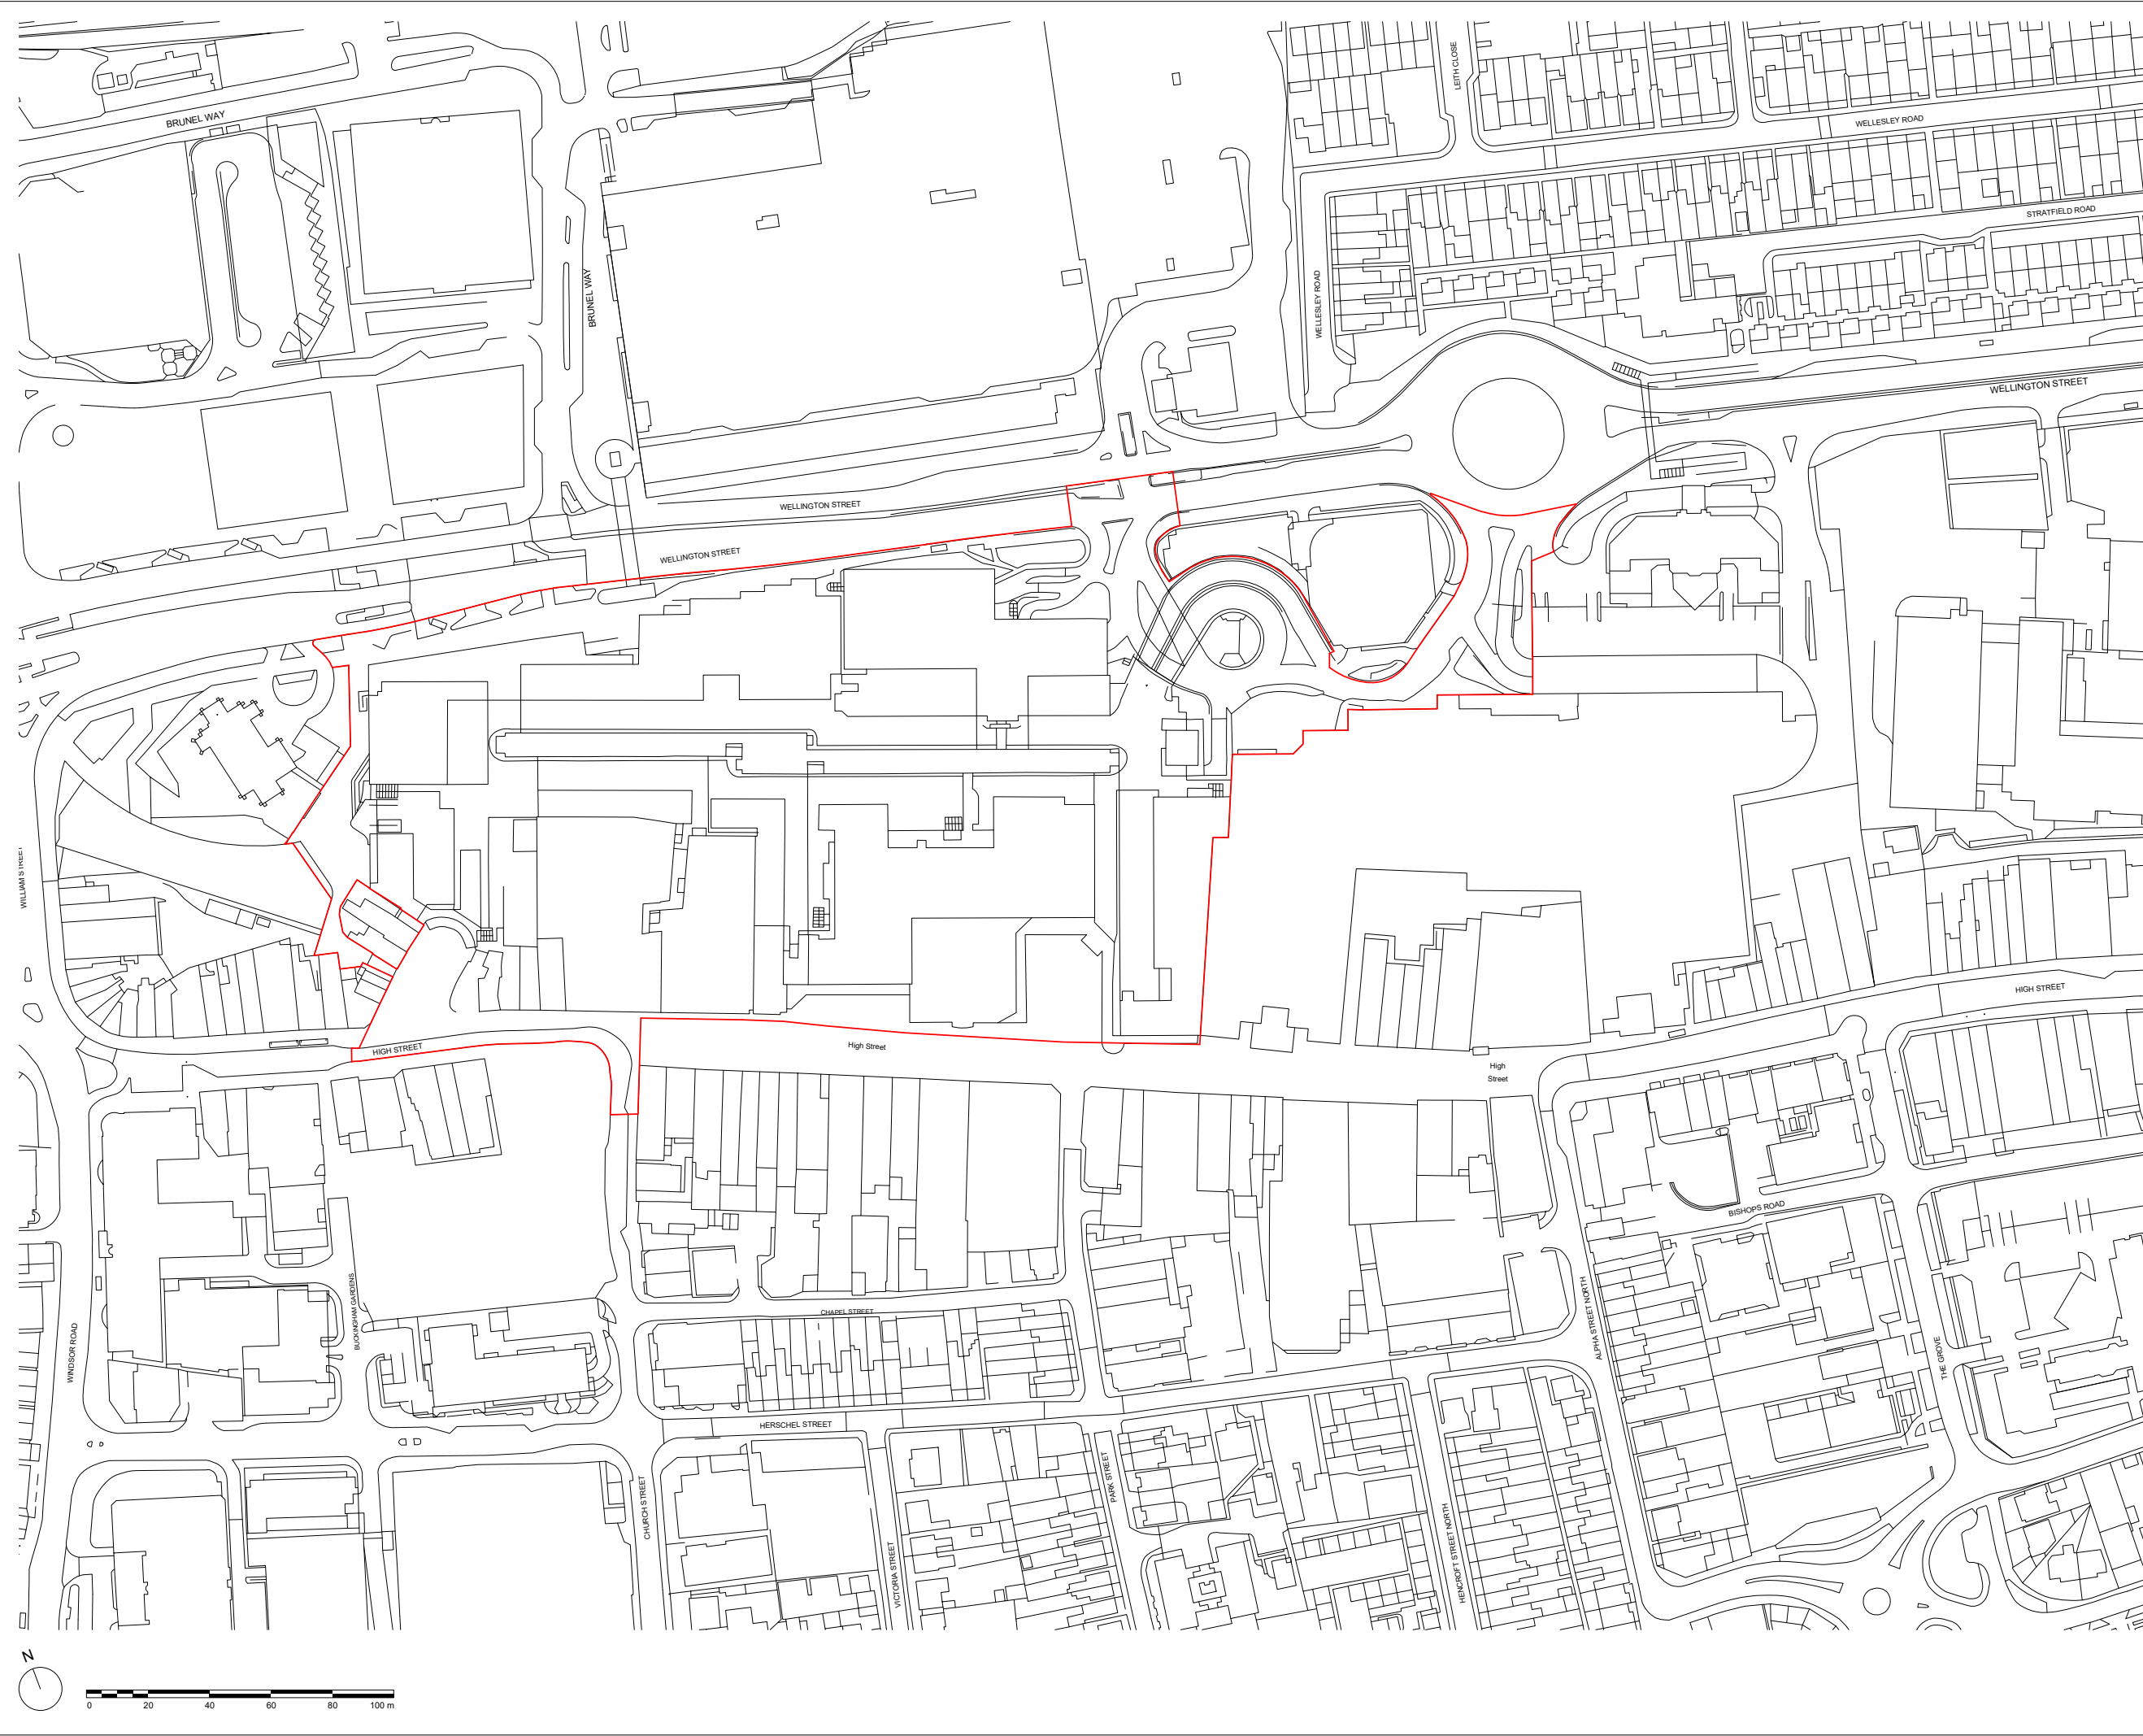 LEITH CLOSE
BRUNEL WAY
WELLESLEY ROAD
STRATFIELD ROAD
BRUNEL WAY
WELLESLEY ROAD
WELLINGTON STREET
WELLINGTON STREET
WELLINGTON STREET
WILLIAM STREET
HIGH STREET
HIGH STREET
High Street
High
Street
BISHOPS ROAD
BUCKINGHAM GARDENS
CHAPEL STREET
ALPHA STREET NORTH
WINDSOR ROAD
THE GROVE
HERSCHEL STREET
CHURCH STREET
PARK STREET
VICTORIA STREET
HENCROFT STREET NORTH
N
0 20 40 60 80 100 m